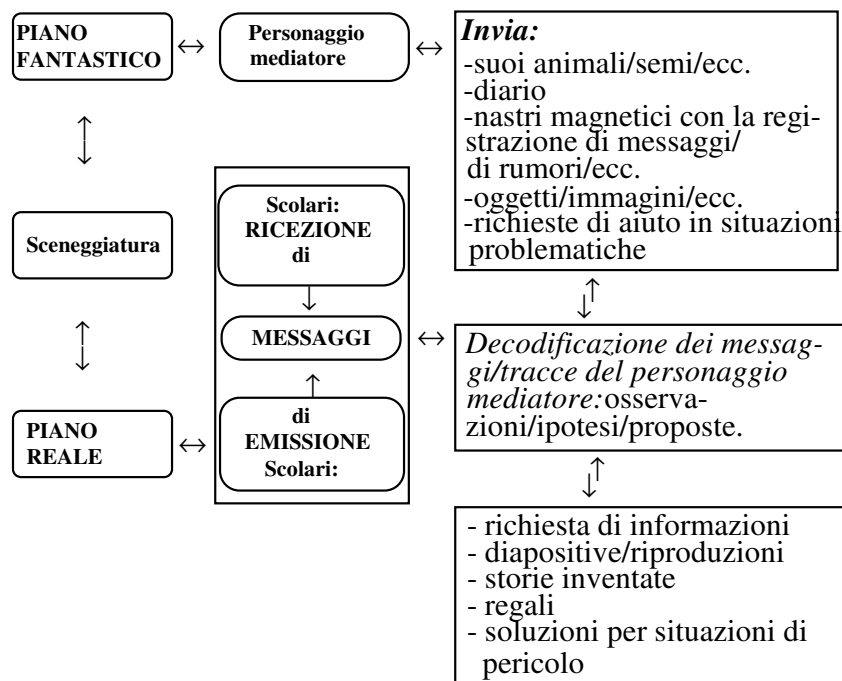 PIANO
FANTASTICO
Personaggio
mediatore
Invia:
-suoi animali/semi/ecc.
-diario
-nastri magnetici con la regi-
strazione di messaggi/
di rumori/ecc.
-oggetti/immagini/ecc.
-richieste di aiuto in situazioni
problematiche
Sceneggiatura
Scolari:
RICEZIONE
di
MESSAGGI
di
EMISSIONE
Scolari:
PIANO
REALE
Decodificazione dei messag-
gi/tracce del personaggio
mediatore:osserva-
zioni/ipotesi/proposte.
- richiesta di informazioni
- diapositive/riproduzioni
- storie inventate
- regali
- soluzioni per situazioni di
pericolo